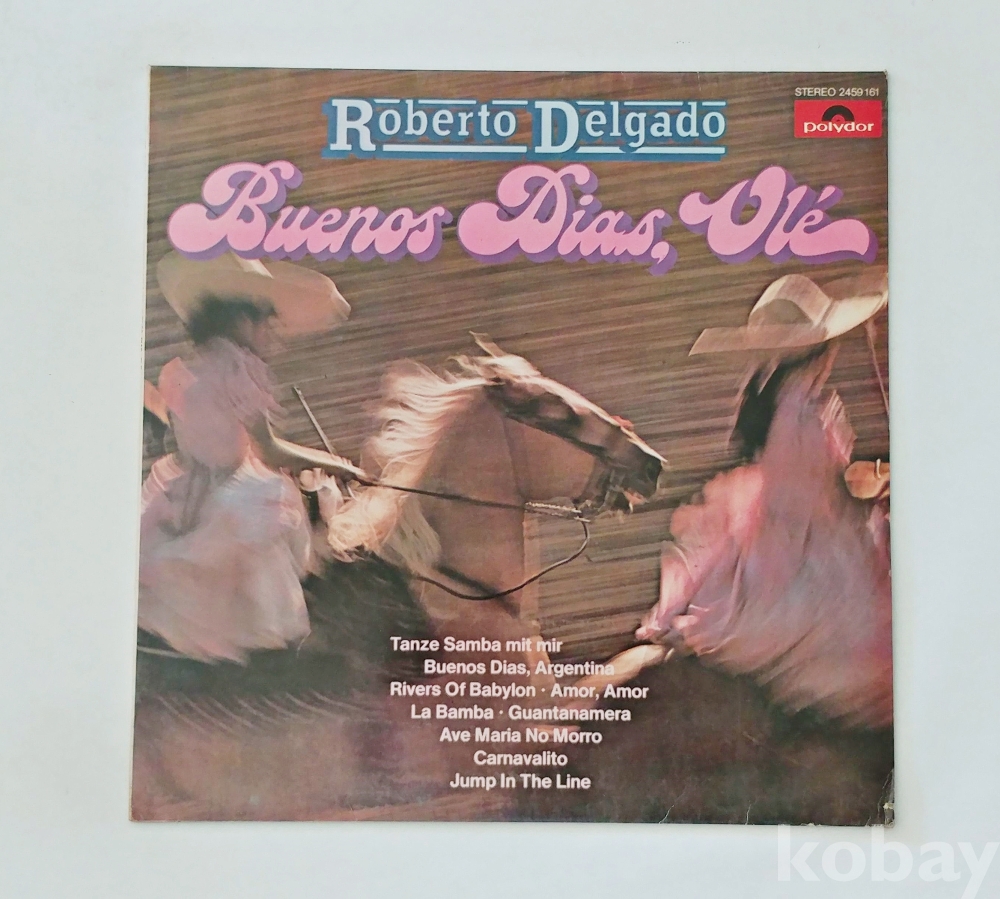 STEREO 2459 161
polydor
Roberto Delgado
Buenos Dias, Olé
Tanze Samba mit mir
Buenos Dias, Argentina
Rivers Of Babylon · Amor, Amor
La Bamba · Guantanamera
Ave Maria No Morro
Carnavalito
Jump In The Line
kobay